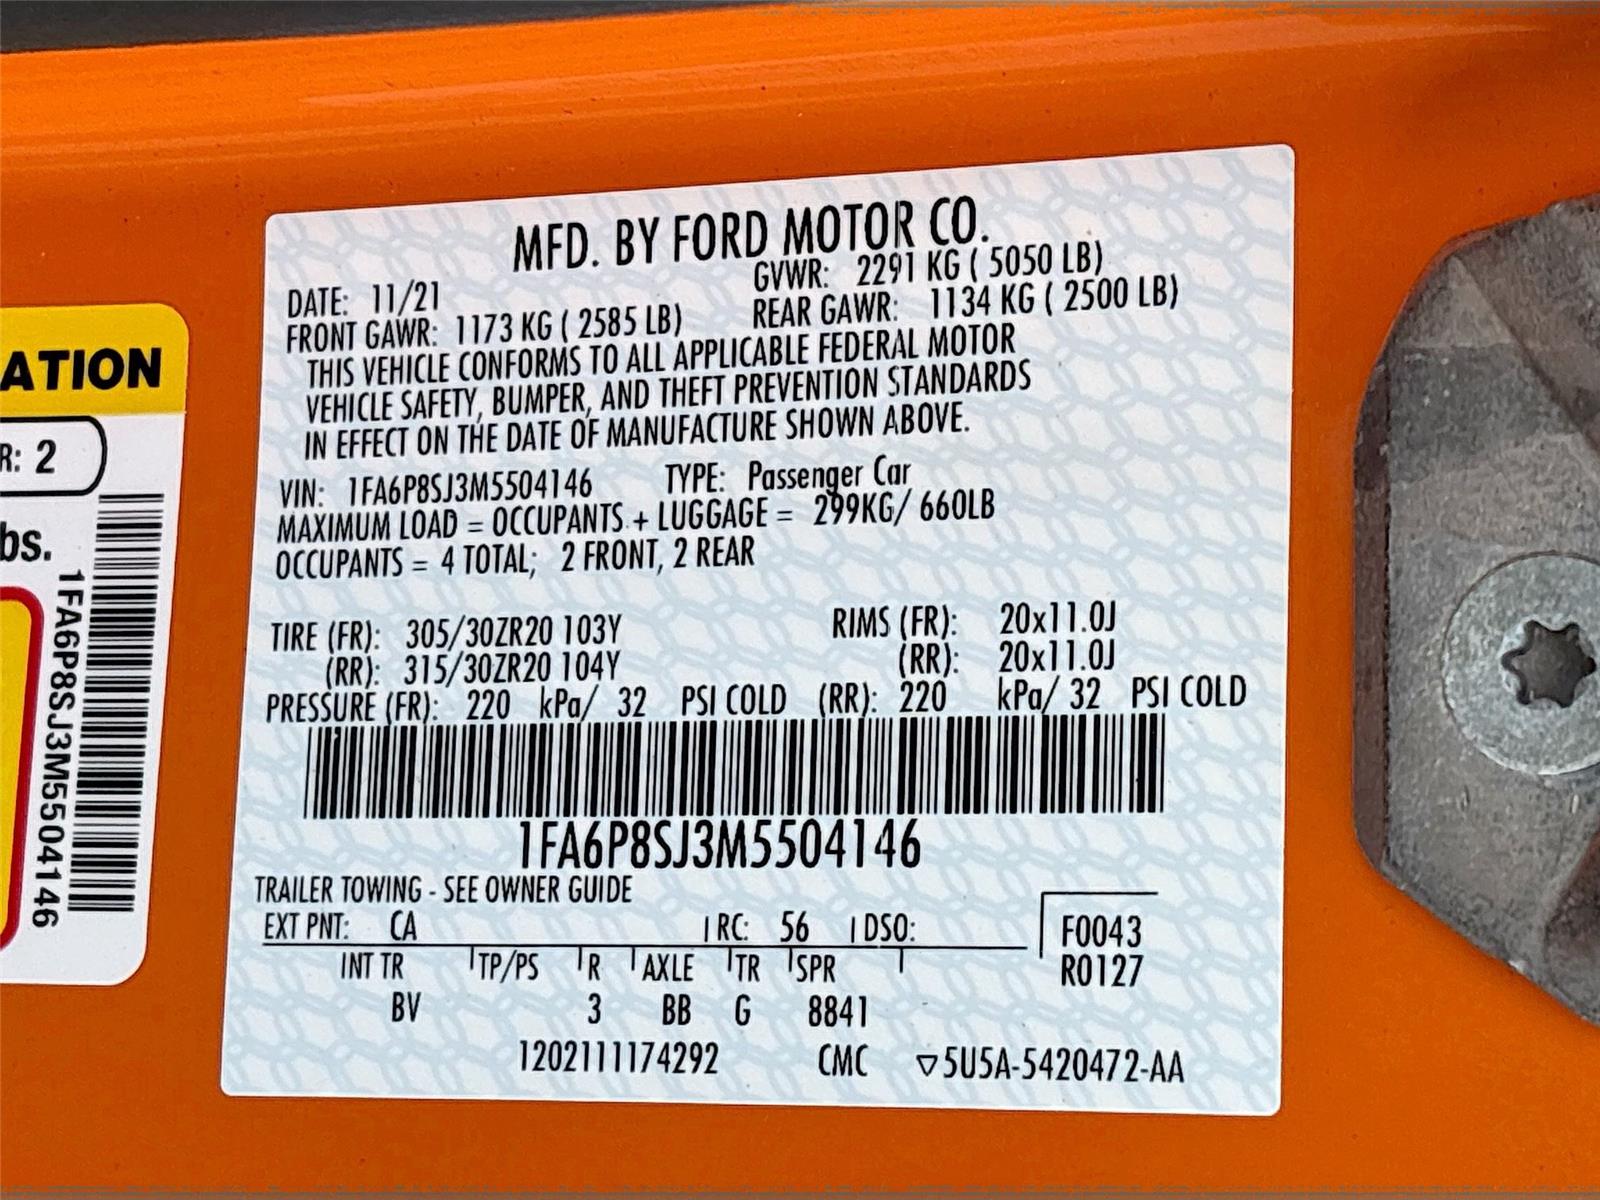 MFD. BY FORD MOTOR CO.
DATE: 11/21 GVWR: 2291 KG ( 5050 LB)
FRONT GAWR: 1173 KG ( 2585 LB) REAR GAWR: 1134 KG ( 2500 LB)
THIS VEHICLE CONFORMS TO ALL APPLICABLE FEDERAL MOTOR
VEHICLE SAFETY, BUMPER, AND THEFT PREVENTION STANDARDS
IN EFFECT ON THE DATE OF MANUFACTURE SHOWN ABOVE.
VIN: 1FA6P8SJ3M5504146 TYPE: Passenger Car
MAXIMUM LOAD = OCCUPANTS + LUGGAGE = 299KG/ 660LB
OCCUPANTS = 4 TOTAL; 2 FRONT, 2 REAR
TIRE (FR): 305/30ZR20 103Y RIMS (FR): 20x11.0J
(RR): 315/30ZR20 104Y (RR): 20x11.0J
PRESSURE (FR): 220 kPa/ 32 PSI COLD (RR): 220 kPa/ 32 PSI COLD
1FA6P8SJ3M5504146
TRAILER TOWING - SEE OWNER GUIDE
EXT PNT: CA RC: 56 DSO: F0043
INT TR TP/PS R AXLE TR SPR R0127
BV 3 BB G 8841
1202111174292 CMC ▽5U5A-5420472-AA
ATION
R: 2
bs.
1FA6P8SJ3M5504146